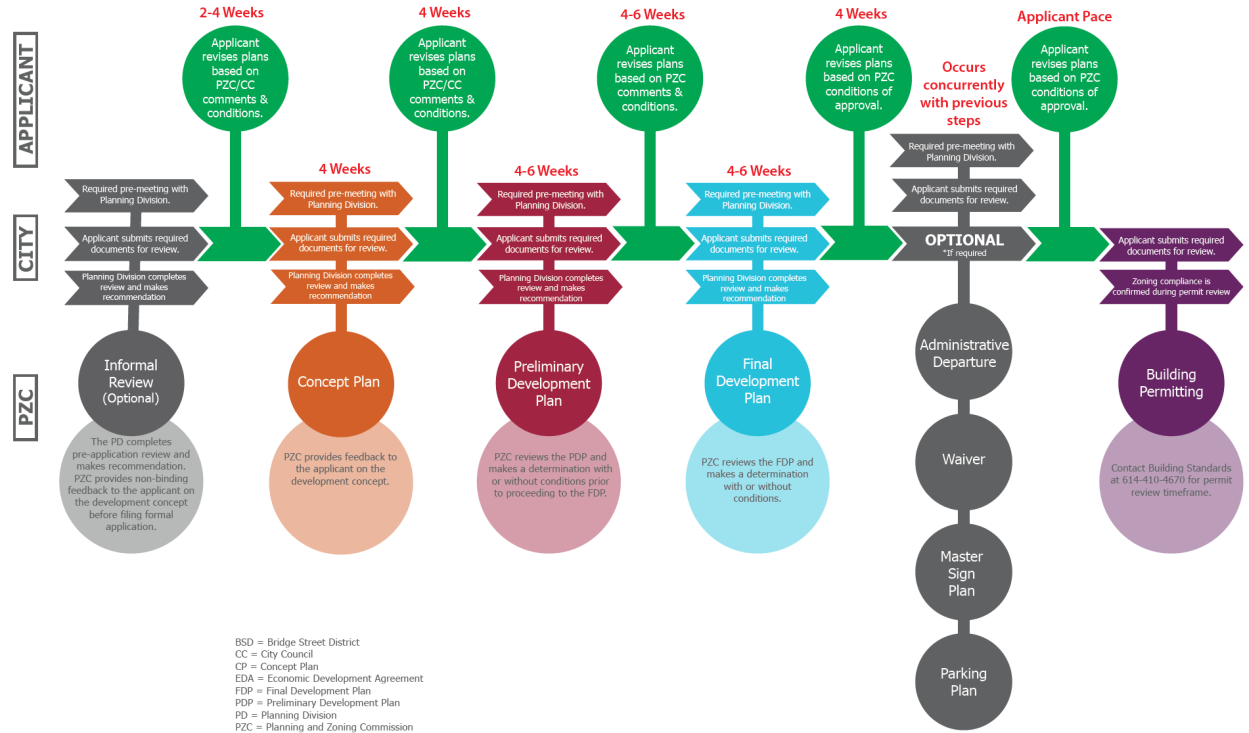 2-4 Weeks
4 Weeks
4-6 Weeks
4 Weeks
Applicant Pace
APPLICANT
Applicant
revises plans
based on
PZC/CC
comments &
conditions.
Applicant
revises plans
based on
PZC/CC
comments &
conditions.
Applicant
revises plans
based on PZC
comments &
conditions.
Applicant
revises plans
based on PZC
conditions of
approval.
Occurs
concurrently
with previous
steps
Applicant
revises plans
based on PZC
conditions
of approval.
CITY
Required pre-meeting with
Planning Division.
Applicant submits required
documents for review.
Planning Division completes
review and makes
recommendation
4 Weeks
Required pre-meeting with
Planning Division.
Applicant submits required
documents for review.
Planning Division completes
review and makes
recommendation
4-6 Weeks
Required pre-meeting with
Planning Division.
Applicant submits required
documents for review.
Planning Division completes
review and makes
recommendation
4-6 Weeks
Required pre-meeting with
Planning Division.
Applicant submits required
documents for review.
Planning Division completes
review and makes
recommendation
Required pre-meeting with
Planning Division.
Applicant submits required
documents for review.
OPTIONAL
*If required
Applicant submits required
documents for review.
Zoning compliance is
confirmed during permit review
PZC
Informal
Review
(Optional)
The PD completes
pre-application review and
makes recommendation.
PZC provides non-binding
feedback to the applicant on
the development concept
before filing formal
application.
Concept Plan
PZC provides feedback to
the applicant on the
development concept.
Preliminary
Development
Plan
PZC reviews the PDP and
makes a determination with
or without conditions prior
to proceeding to the FDP.
Final
Development
Plan
PZC reviews the FDP and
makes a determination
with or without
conditions.
Administrative
Departure
Waiver
Master
Sign
Plan
Parking
Plan
Building
Permitting
Contact Building Standards
at 614-410-4670 for permit
review timeframe.
BSD = Bridge Street District
CC = City Council
CP = Concept Plan
EDA = Economic Development Agreement
FDP = Final Development Plan
PDP = Preliminary Development Plan
PD = Planning Division
PZC = Planning and Zoning Commission